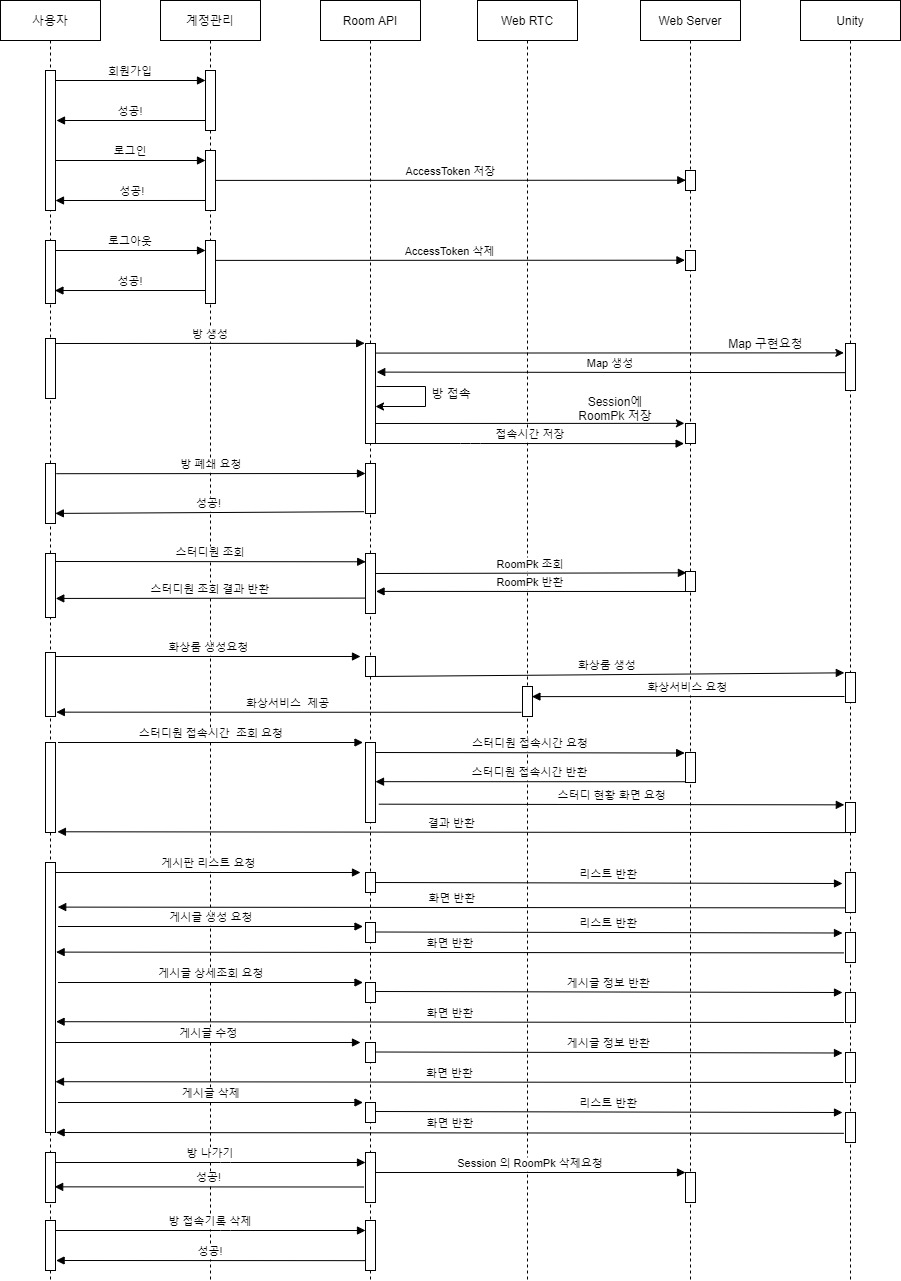 사용자
계정관리
Room API
Web RTC
Web Server
Unity
회원가입
성공!
로그인
AccessToken 저장
성공!
로그아웃
AccessToken 삭제
성공!
방 생성
Map 구현요청
Map 생성
방 접속
Session에
RoomPk 저장
접속시간 저장
방 폐쇄 요청
성공!
스터디원 조회
RoomPk 조회
RoomPk 반환
스터디원 조회 결과 반환
화상룸 생성요청
화상룸 생성
화상서비스 요청
화상서비스 제공
스터디원 접속시간 조회 요청
스터디원 접속시간 요청
스터디원 접속시간 반환
스터디 현황 화면 요청
결과 반환
게시판 리스트 요청
리스트 반환
화면 반환
게시글 생성 요청
리스트 반환
화면 반환
게시글 상세조회 요청
게시글 정보 반환
화면 반환
게시글 수정
게시글 정보 반환
화면 반환
게시글 삭제
리스트 반환
화면 반환
방 나가기
Session 의 RoomPk 삭제요청
성공!
방 접속기록 삭제
성공!